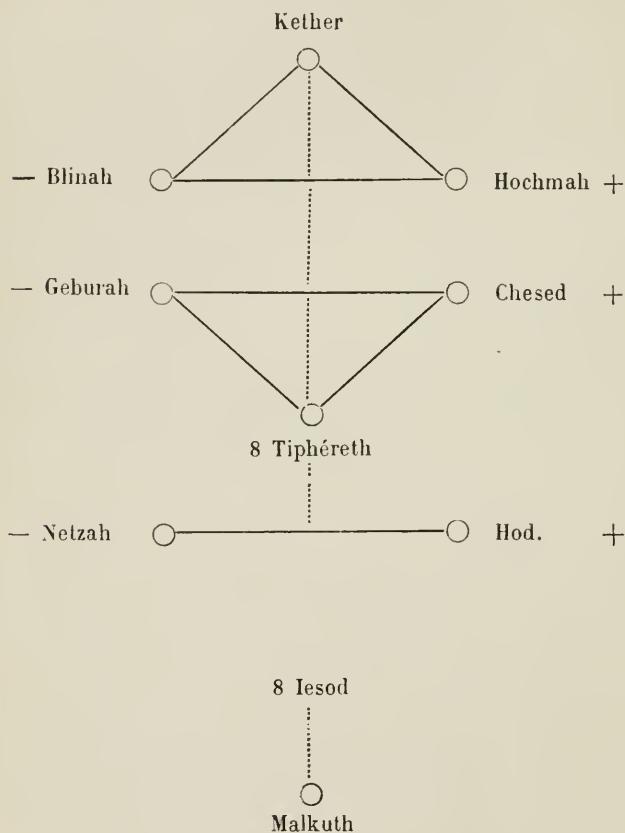 Kether
— Blinah Hochmah +
— Geburah Chesed +
8 Tiphéreth
— Netzah Hod. +
8 Iesod
Malkuth